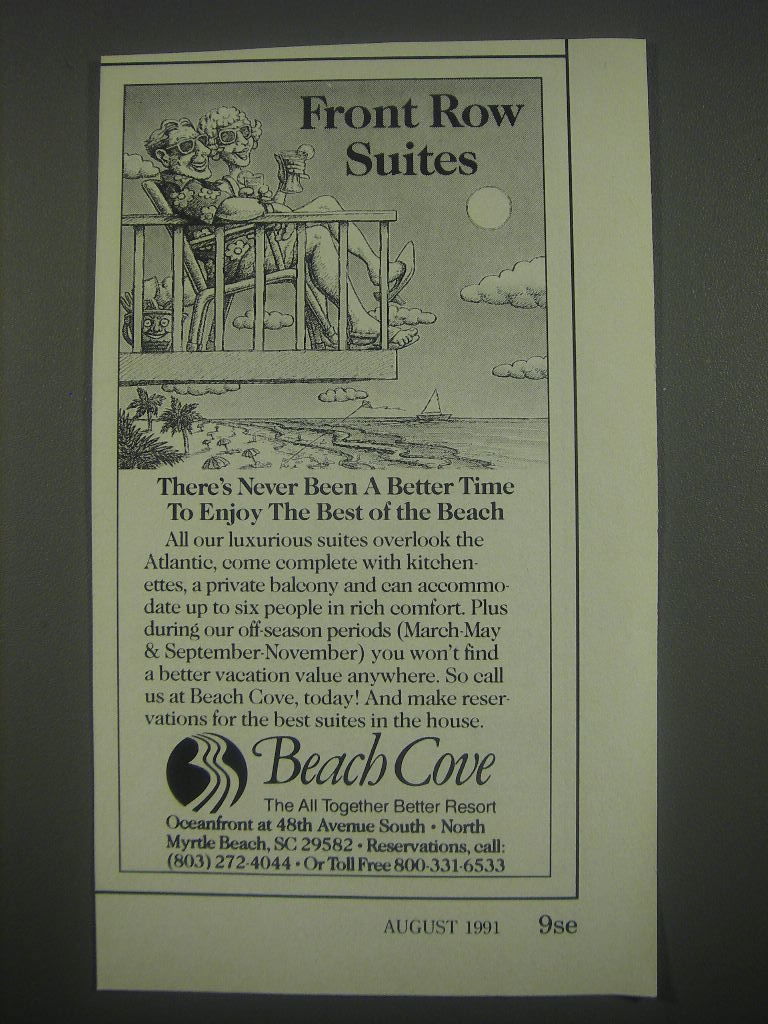 Front Row
Suites
There's Never Been A Better Time
To Enjoy The Best of the Beach
All our luxurious suites overlook the
Atlantic, come complete with kitchen-
ettes, a private balcony and can accommo-
date up to six people in rich comfort. Plus
during our off-season periods (March-May
& September-November) you won't find
a better vacation value anywhere. So call
us at Beach Cove, today! And make reser-
vations for the best suites in the house.
Beach Cove
The All Together Better Resort
Oceanfront at 48th Avenue South • North
Myrtle Beach, SC 29582 • Reservations, call:
(803) 272-4044 • Or Toll Free 800-331-6533
AUGUST 1991 9se